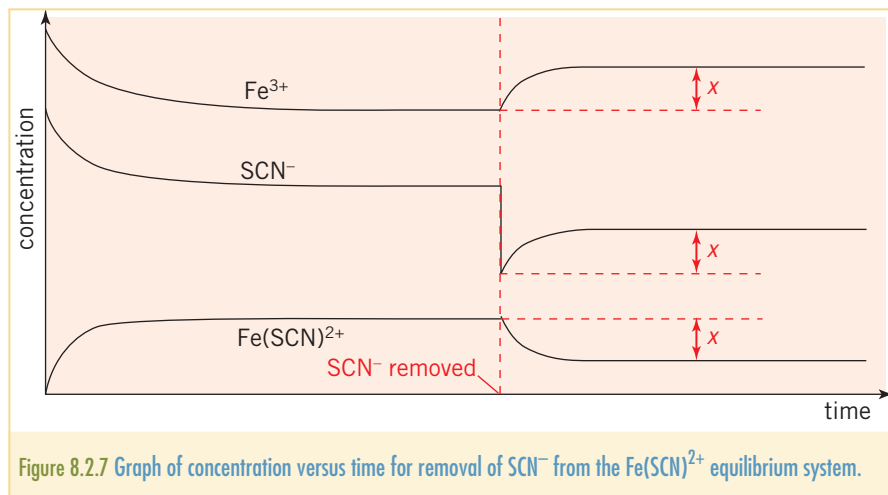 Fe³⁺
x
SCN⁻
concentration
x
Fe(SCN)²⁺
x
SCN⁻ removed
time
Figure 8.2.7 Graph of concentration versus time for removal of SCN⁻ from the Fe(SCN)²⁺ equilibrium system.